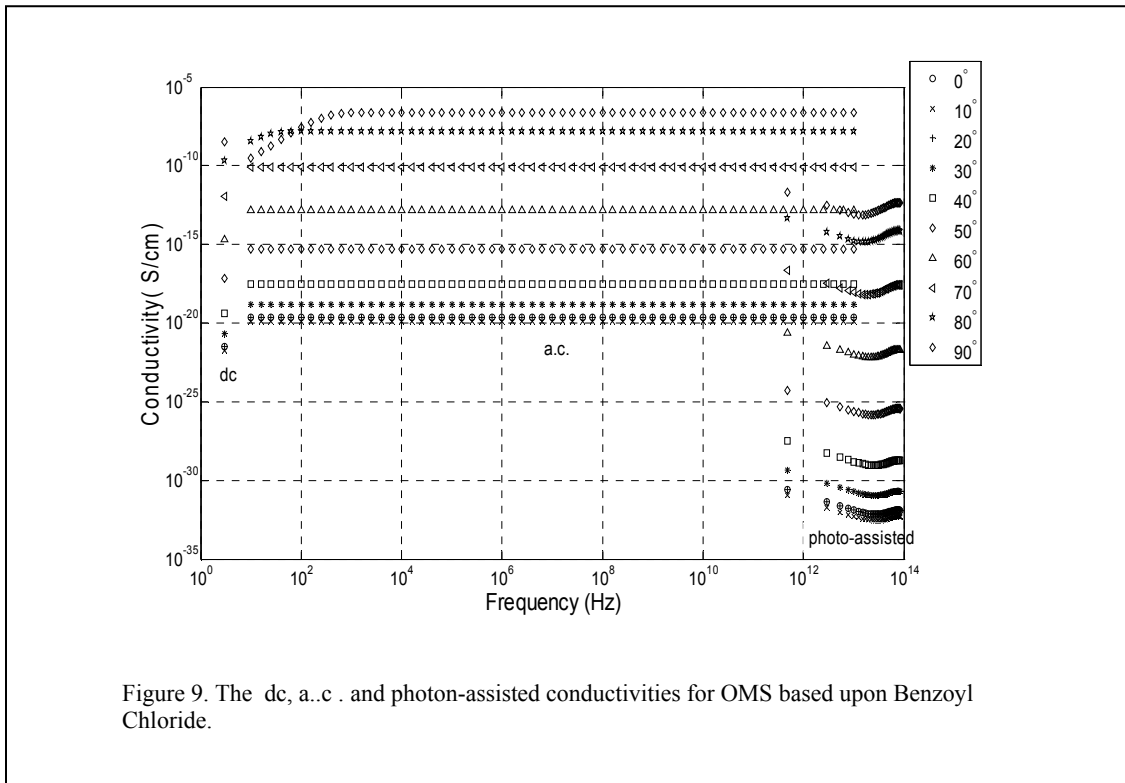 10^-5
10^-10
10^-15
10^-20
10^-25
10^-30
10^-35
Conductivity( S/cm)
dc
a.c.
photo-assisted
10^0 10^2 10^4 10^6 10^8 10^10 10^12 10^14
Frequency (Hz)
0°
10°
20°
30°
40°
50°
60°
70°
80°
90°
Figure 9. The dc, a..c . and photon-assisted conductivities for OMS based upon Benzoyl
Chloride.